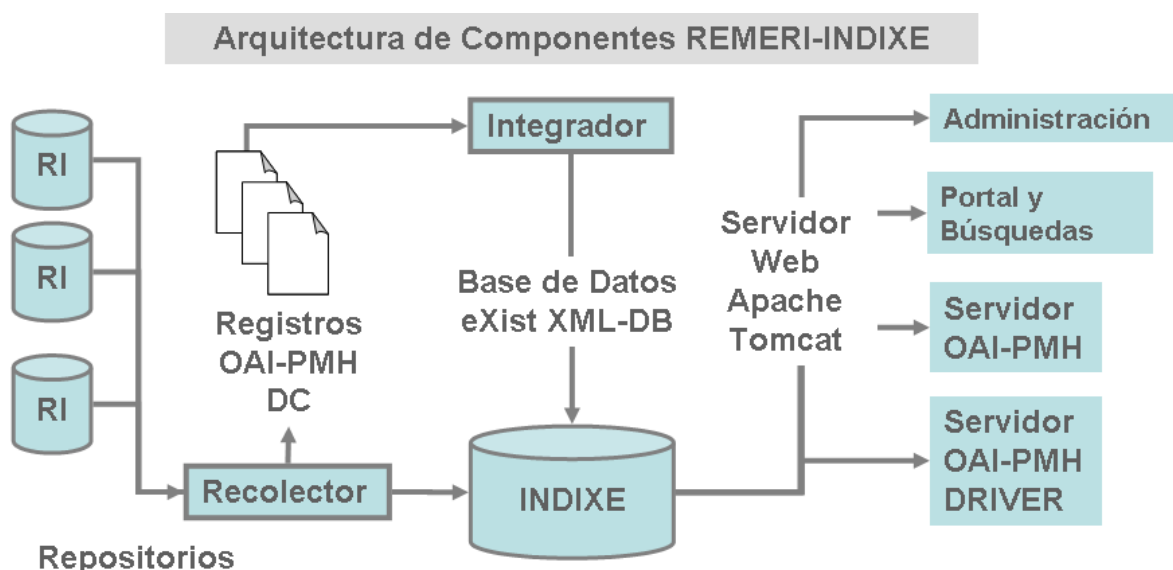 Arquitectura de Componentes REMERI-INDIXE
RI
RI
RI
Repositorios
Recolector
Registros
OAI-PMH
DC
Integrador
Base de Datos
eXist XML-DB
INDIXE
Servidor
Web
Apache
Tomcat
Administración
Portal y
Búsquedas
Servidor
OAI-PMH
Servidor
OAI-PMH
DRIVER